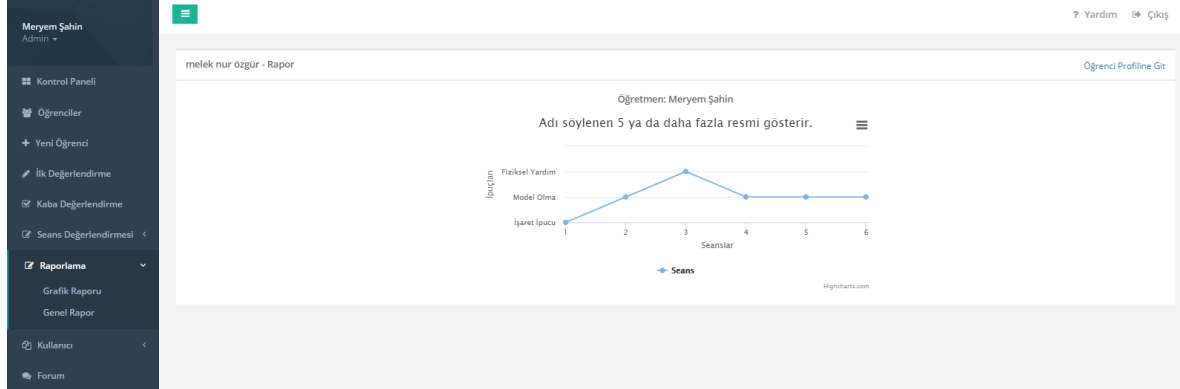 Meryem Şahin
Admin
Kontrol Paneli
Öğrenciler
Yeni Öğrenci
İlk Değerlendirme
Kaba Değerlendirme
Seans Değerlendirmesi
Raporlama
Grafik Raporu
Genel Rapor
Kullanıcı
Forum
? Yardım Çıkış
melek nur özgür - Rapor
Öğrenci Profiline Git
Öğretmen: Meryem Şahin
Adı söylenen 5 ya da daha fazla resmi gösterir.
İpuçları
Fiziksel Yardım
Model Olma
İşaret İpucu
1 2 3 4 5 6
Seanslar
Seans
Highcharts.com